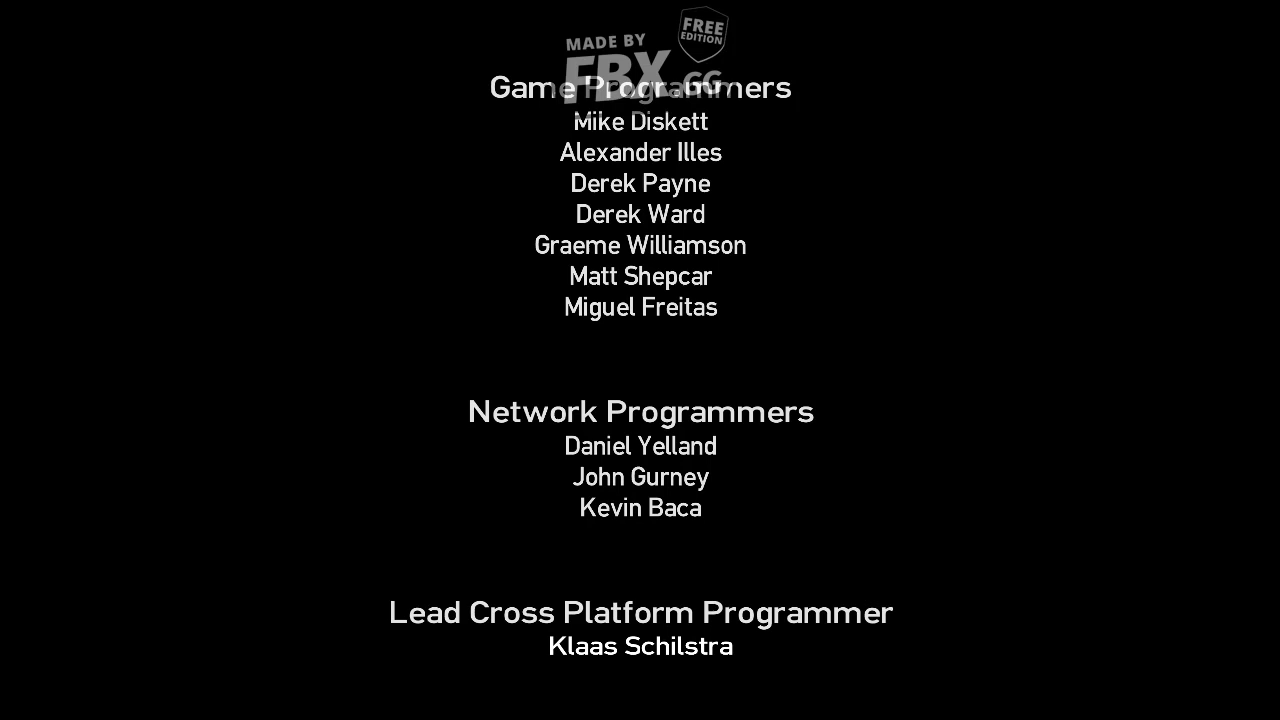 FREE
EDITION
MADE BY
FBX.GG
Game Programmers
Mike Diskett
Alexander Illes
Derek Payne
Derek Ward
Graeme Williamson
Matt Shepcar
Miguel Freitas
Network Programmers
Daniel Yelland
John Gurney
Kevin Baca
Lead Cross Platform Programmer
Klaas Schilstra